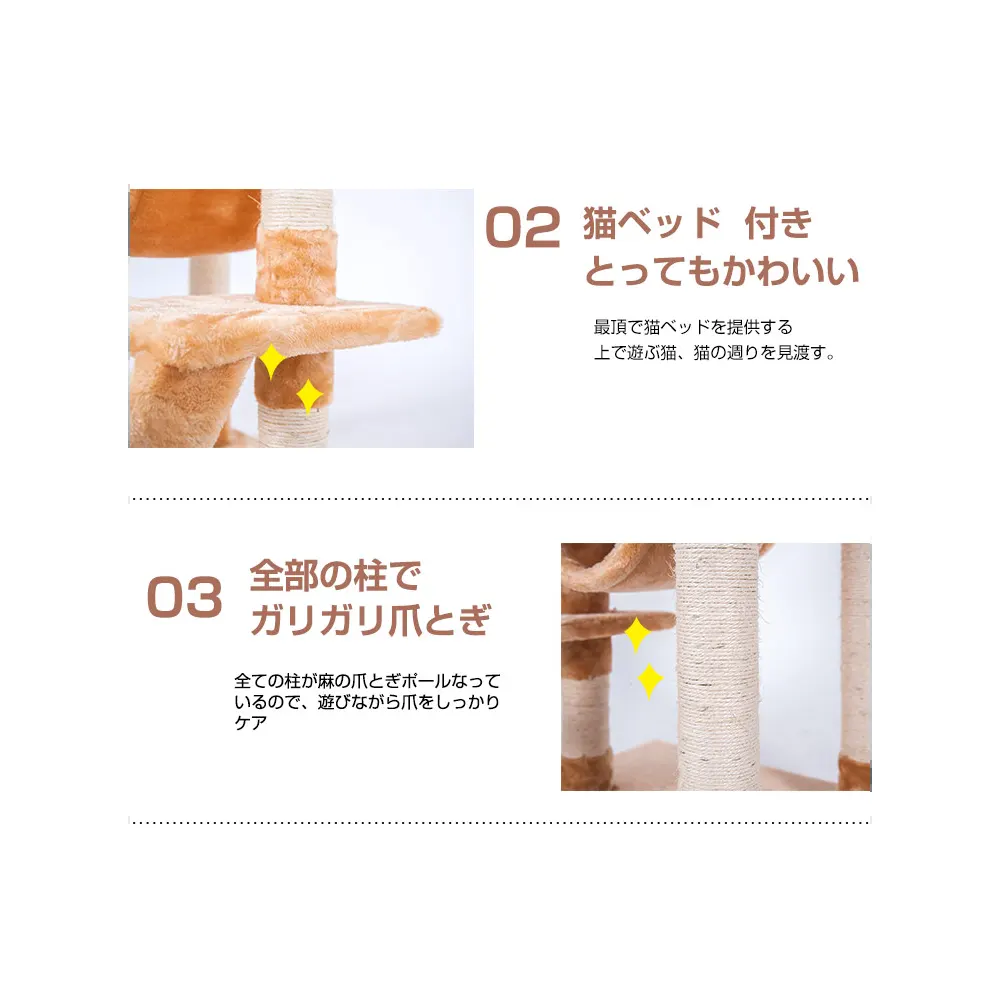 02 猫ベッド 付き
とってもかわいい
最頂で猫ベッドを提供する
上で遊ぶ猫、猫の週りを見渡す。
03 全部の柱で
ガリガリ爪とぎ
全ての柱が麻の爪とぎポールなって
いるので、遊びながら爪をしっかり
ケア